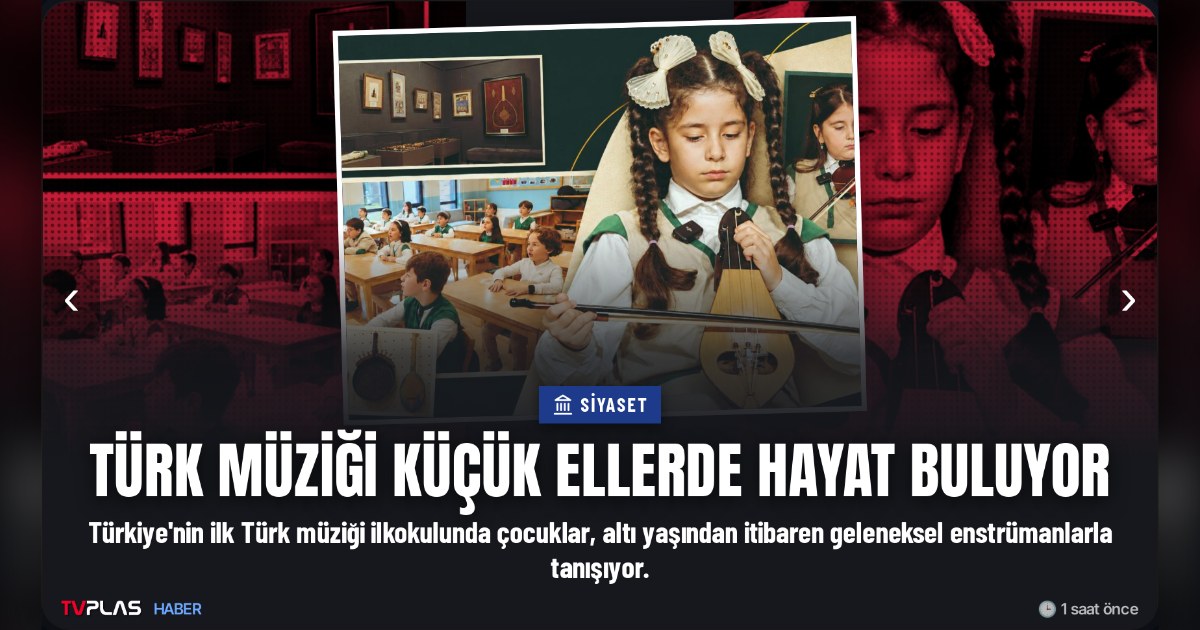 SİYASET
TÜRK MÜZİĞİ KÜÇÜK ELLERDE HAYAT BULUYOR
Türkiye'nin ilk Türk müziği ilkokulunda çocuklar, altı yaşından itibaren geleneksel enstrümanlarla
tanışıyor.
TVPLAS HABER
1 saat önce